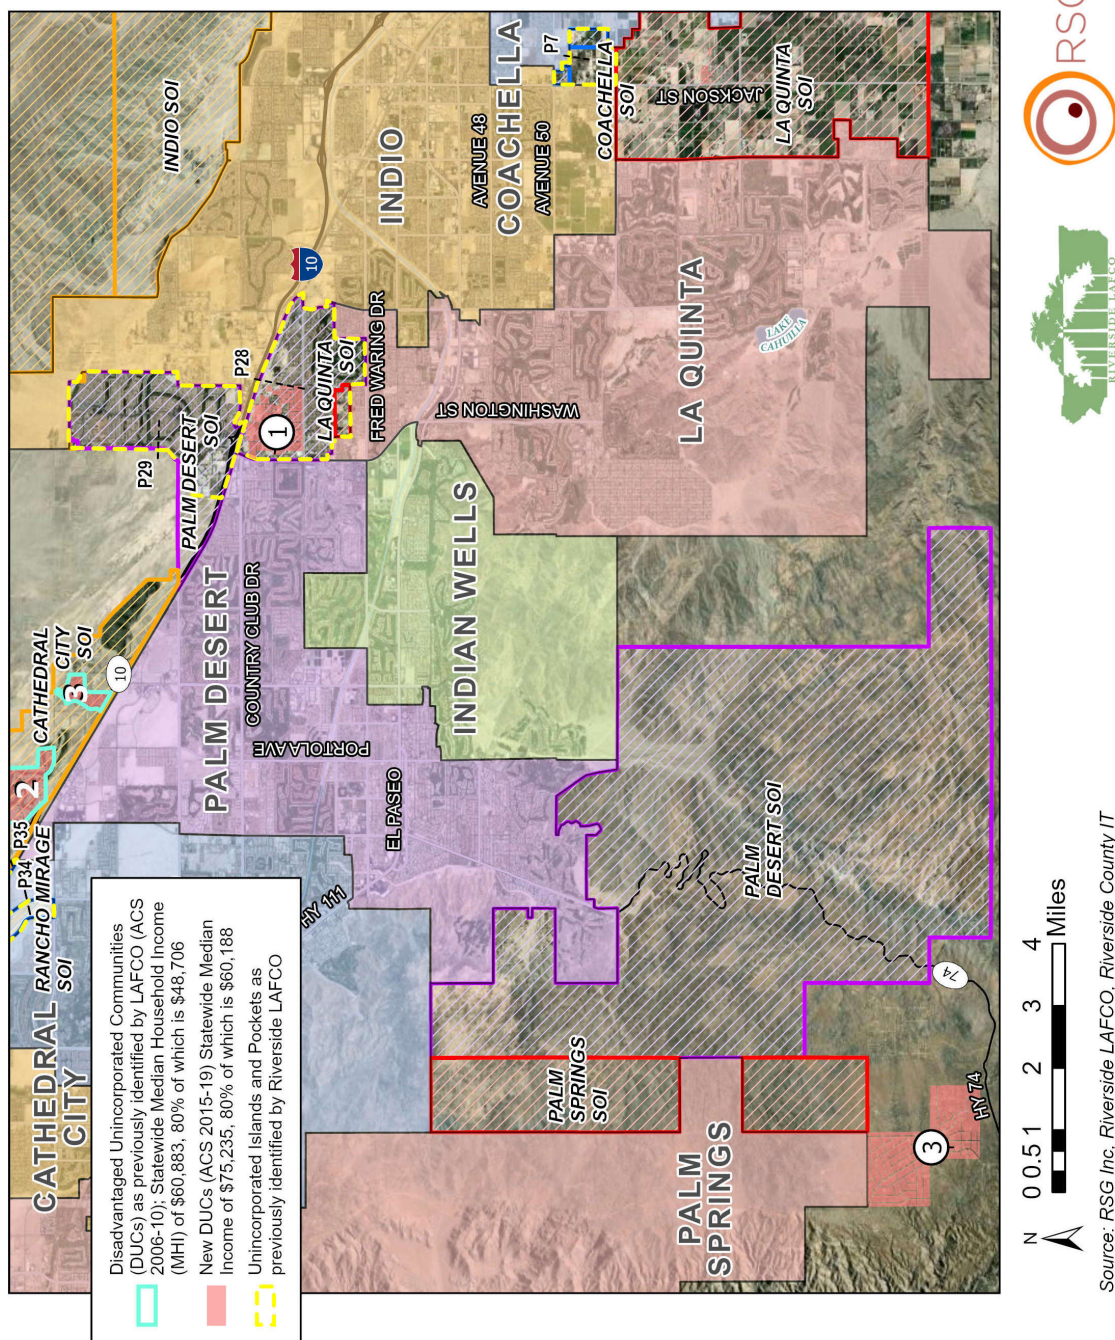 CATHEDRAL
CITY
RANCHO MIRAGE
SOI
P34
P35
2
CATHEDRAL
CITY
SOI
3
10
INDIO SOI
P29
PALM DESERT
SOI
P28
10
1
LA QUINTA
SOI
FRED WARING DR
INDIO
AVENUE 48
COACHELLA
AVENUE 50
P7
COACHELLA
SOI
JACKSON ST
LA QUINTA
SOI
PALM DESERT
COUNTRY CLUB DR
PORTOLA AVE
EL PASEO
HY 111
INDIAN WELLS
WASHINGTON ST
LA QUINTA
LAKE
CAHUILLA
PALM
SPRINGS
SOI
PALM
DESERT SOI
PALM
SPRINGS
74
HY 74
3
Disadvantaged Unincorporated Communities
(DUCs) as previously identified by LAFCO (ACS
2006-10); Statewide Median Household Income
(MHI) of $60,883, 80% of which is $48,706
New DUCs (ACS 2015-19) Statewide Median
Income of $75,235, 80% of which is $60,188
Unincorporated Islands and Pockets as
previously identified by Riverside LAFCO
N
0 0.5 1 2 3 4
Miles
Source: RSG Inc, Riverside LAFCO, Riverside County IT
RIVERSIDE LAFCO
RSG